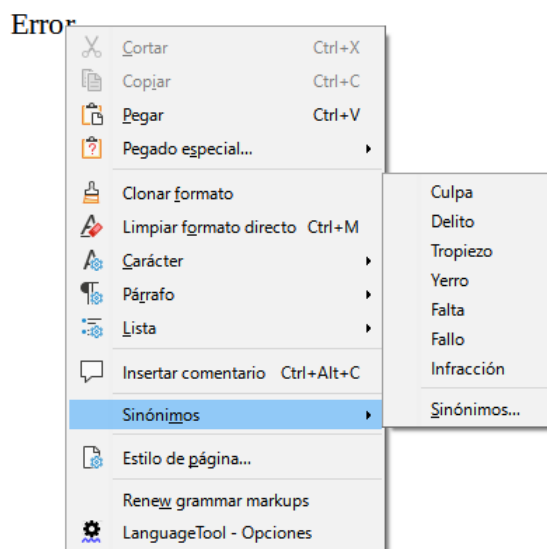 Error
Cortar Ctrl+X
Copiar Ctrl+C
Pegar Ctrl+V
Pegado especial...
Clonar formato
Limpiar formato directo Ctrl+M
Carácter
Párrafo
Lista
Insertar comentario Ctrl+Alt+C
Sinónimos
Estilo de página...
Renew grammar markups
LanguageTool - Opciones
Culpa
Delito
Tropiezo
Yerro
Falta
Fallo
Infracción
Sinónimos...